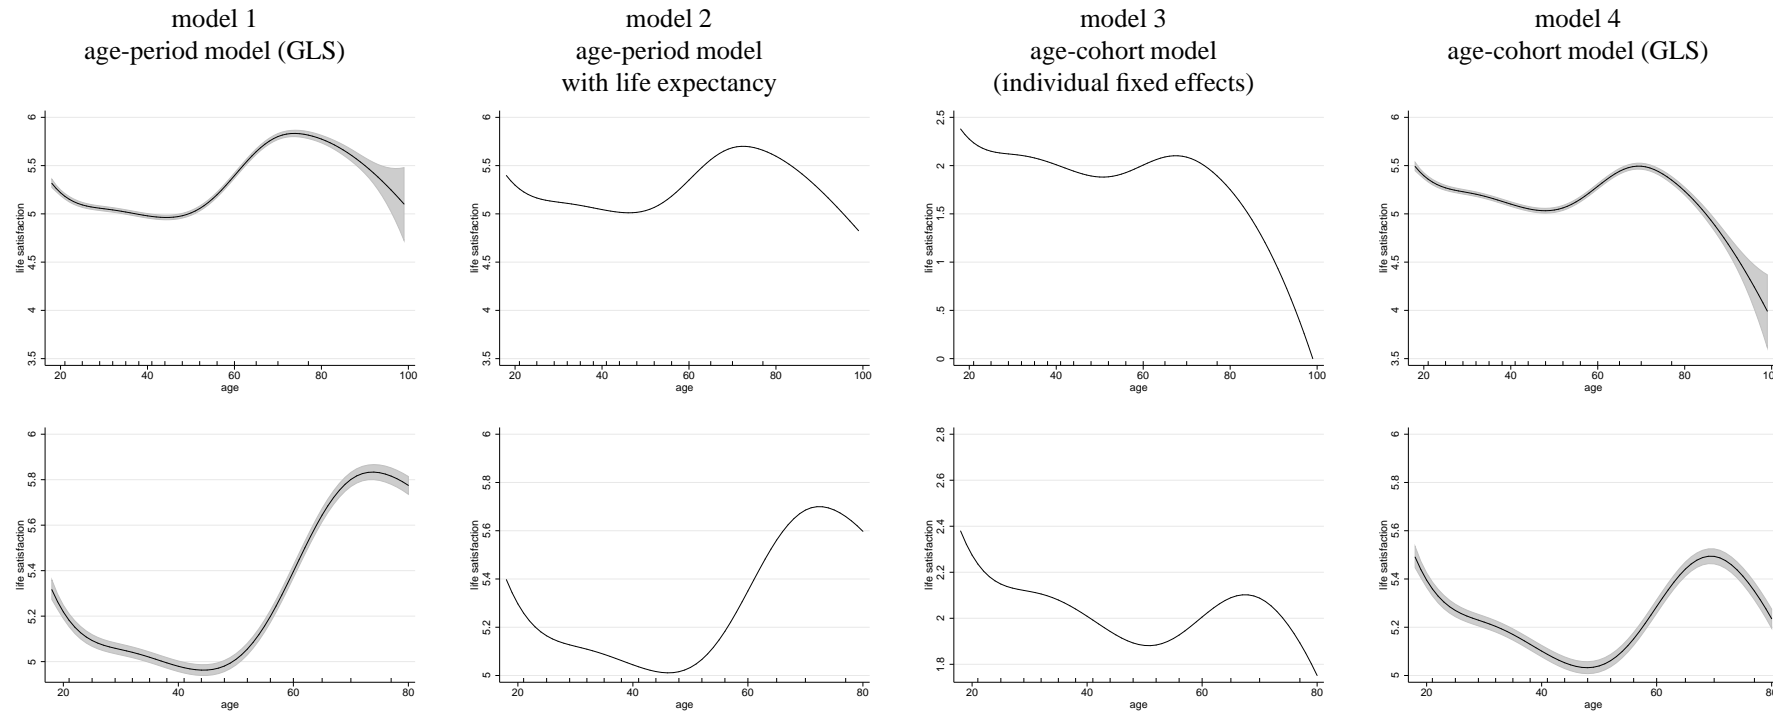 model 1
age-period model (GLS)
model 2
age-period model
with life expectancy
model 3
age-cohort model
(individual fixed effects)
model 4
age-cohort model (GLS)
life satisfaction
3.5 4 4.5 5 5.5 6
20 40 60 80 100
age
life satisfaction
3.5 4 4.5 5 5.5 6
20 40 60 80 100
age
life satisfaction
0 .5 1 1.5 2 2.5
20 40 60 80 100
age
life satisfaction
3.5 4 4.5 5 5.5 6
20 40 60 80 10
age
life satisfaction
5 5.2 5.4 5.6 5.8 6
20 40 60 80
age
life satisfaction
5 5.2 5.4 5.6 5.8 6
20 40 60 80
age
life satisfaction
1.8 2 2.2 2.4 2.6 2.8
20 40 60 80
age
life satisfaction
5 5.2 5.4 5.6 5.8 6
20 40 60 80
age